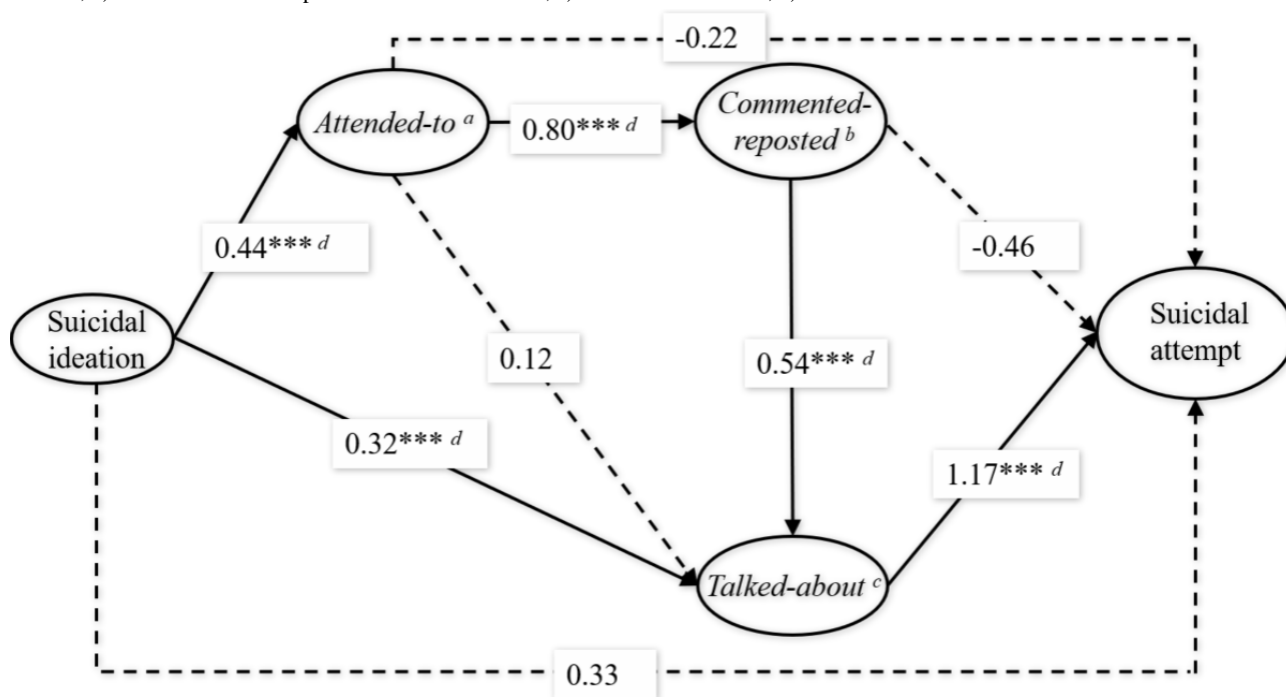 -0.22
Attended-to a
0.80*** d
Commented-
reposted b
0.44*** d
-0.46
Suicidal
ideation
0.12
0.54*** d
Suicidal
attempt
0.32*** d
1.17*** d
Talked-about c
0.33